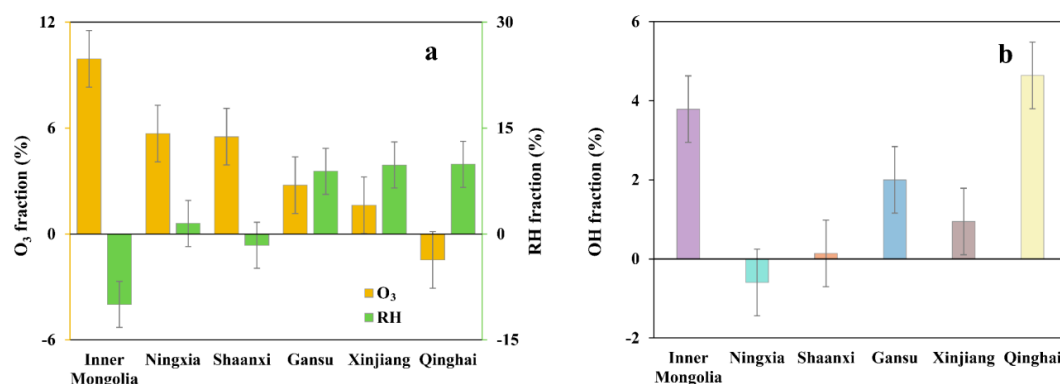 a
O₃ fraction (%)
12
6
0
-6
RH fraction (%)
30
15
0
-15
O₃
RH
Inner Mongolia
Ningxia
Shaanxi
Gansu
Xinjiang
Qinghai
b
OH fraction (%)
6
4
2
0
-2
Inner Mongolia
Ningxia
Shaanxi
Gansu
Xinjiang
Qinghai